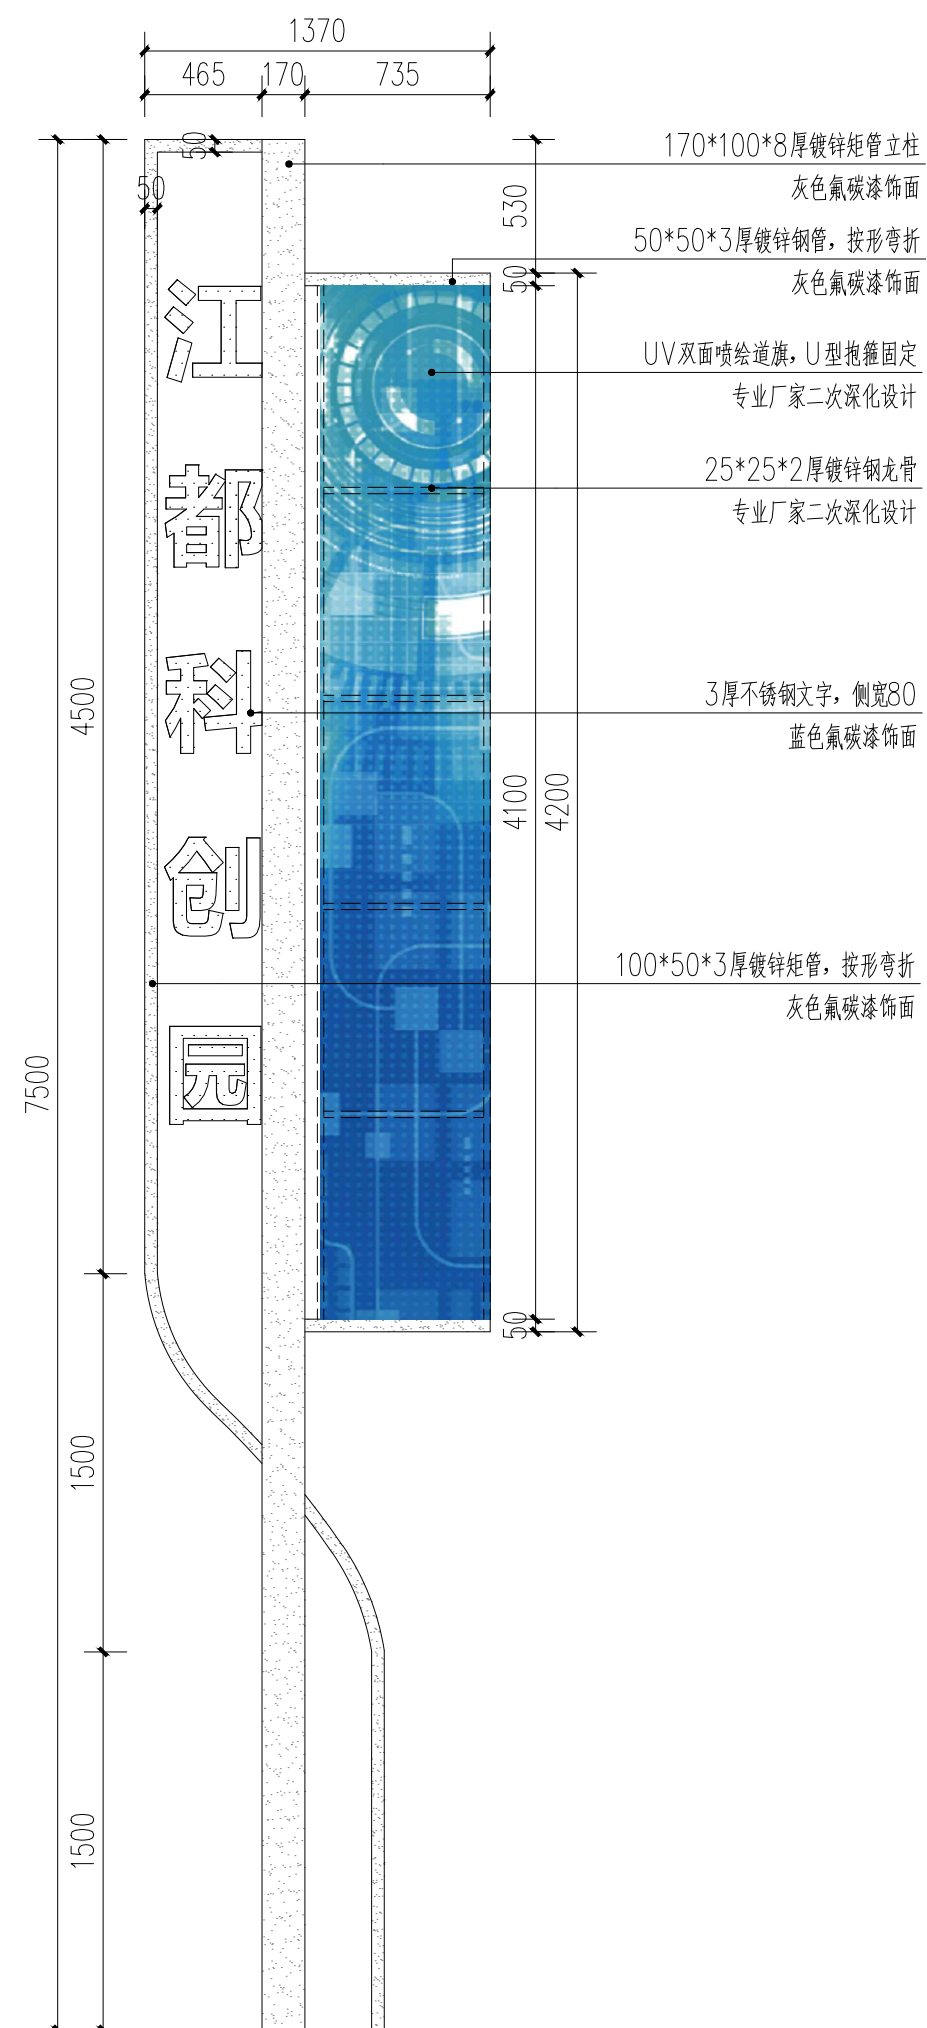 1370
465
170
735
50
50
170*100*8厚镀锌矩管立柱
灰色氟碳漆饰面
530
50*50*3厚镀锌钢管，按形弯折
灰色氟碳漆饰面
50
UV双面喷绘道旗，U型抱箍固定
专业厂家二次深化设计
25*25*2厚镀锌钢龙骨
专业厂家二次深化设计
3厚不锈钢文字，侧宽80
蓝色氟碳漆饰面
100*50*3厚镀锌矩管，按形弯折
灰色氟碳漆饰面
江
都
科
创
园
4500
4100
4200
7500
50
1500
1500